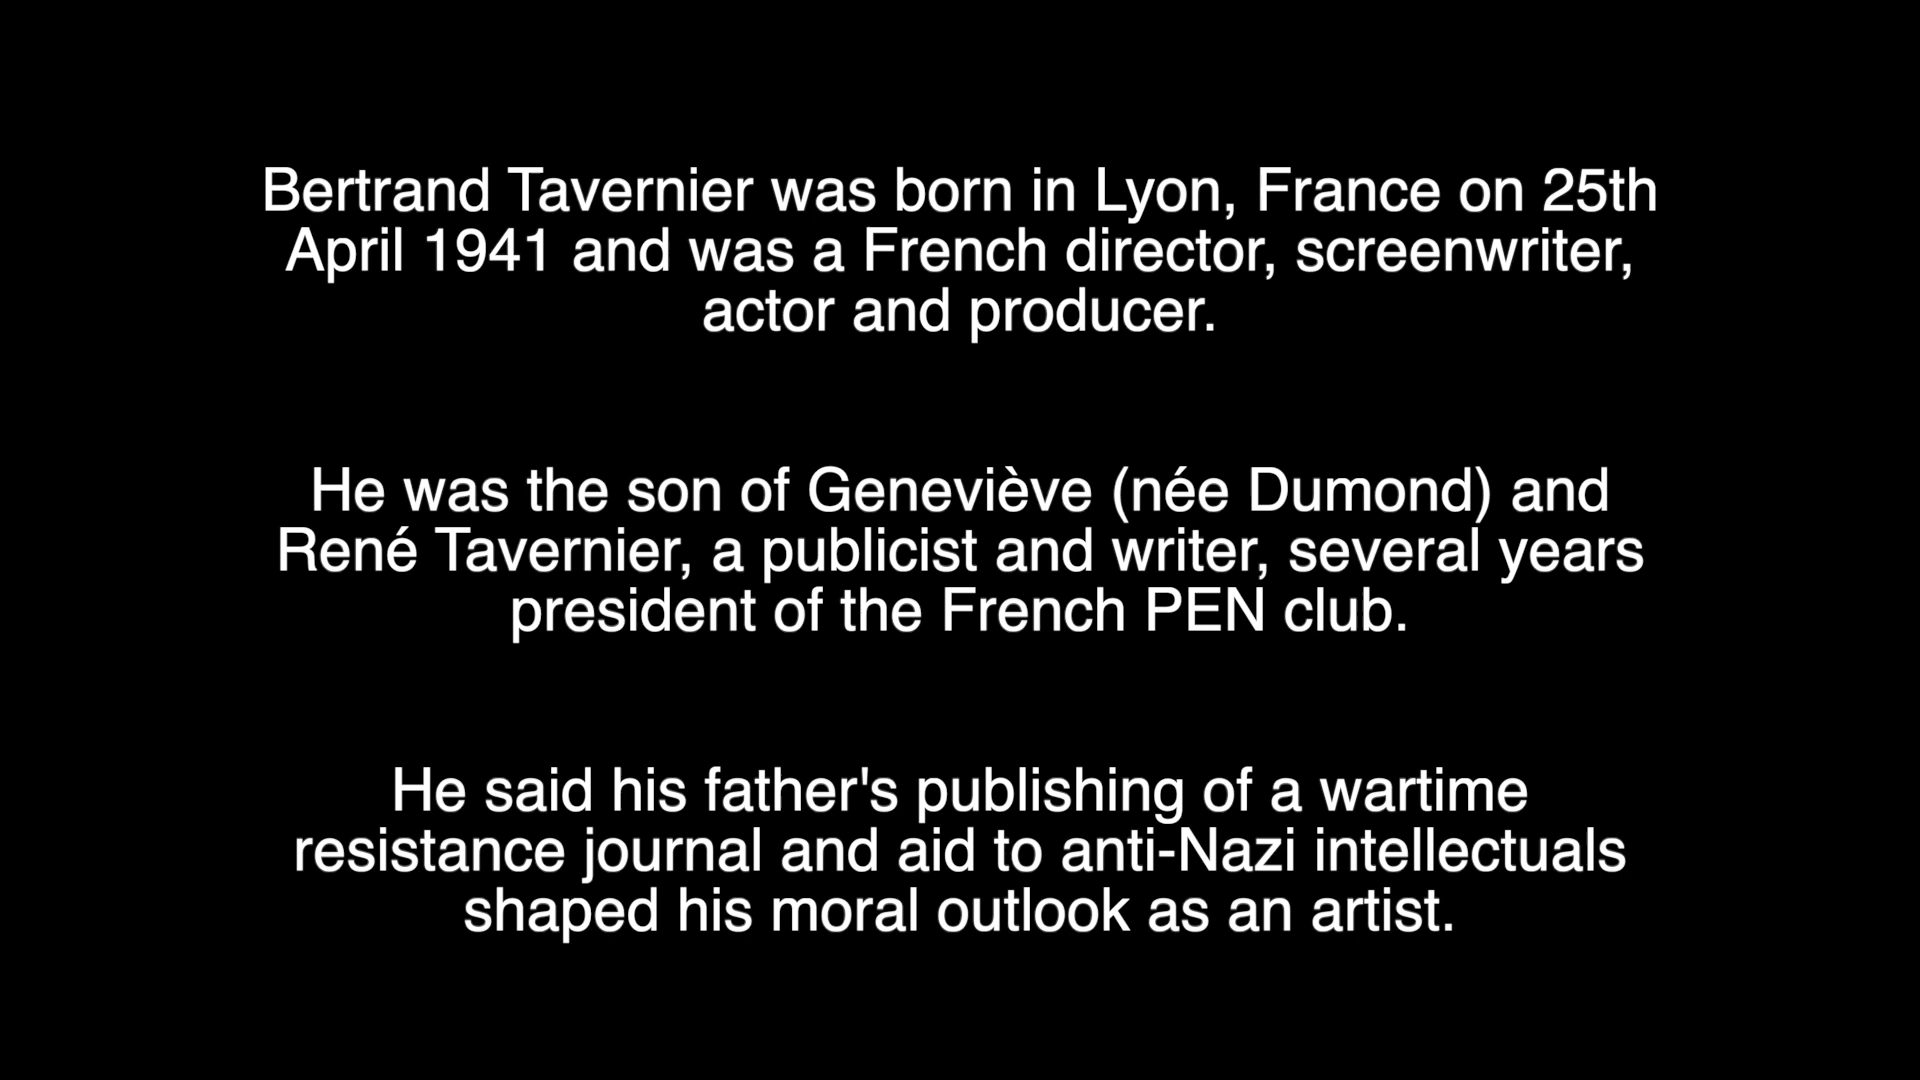 Bertrand Tavernier was born in Lyon, France on 25th
April 1941 and was a French director, screenwriter,
actor and producer.
He was the son of Geneviève (née Dumond) and
René Tavernier, a publicist and writer, several years
president of the French PEN club.
He said his father's publishing of a wartime
resistance journal and aid to anti-Nazi intellectuals
shaped his moral outlook as an artist.